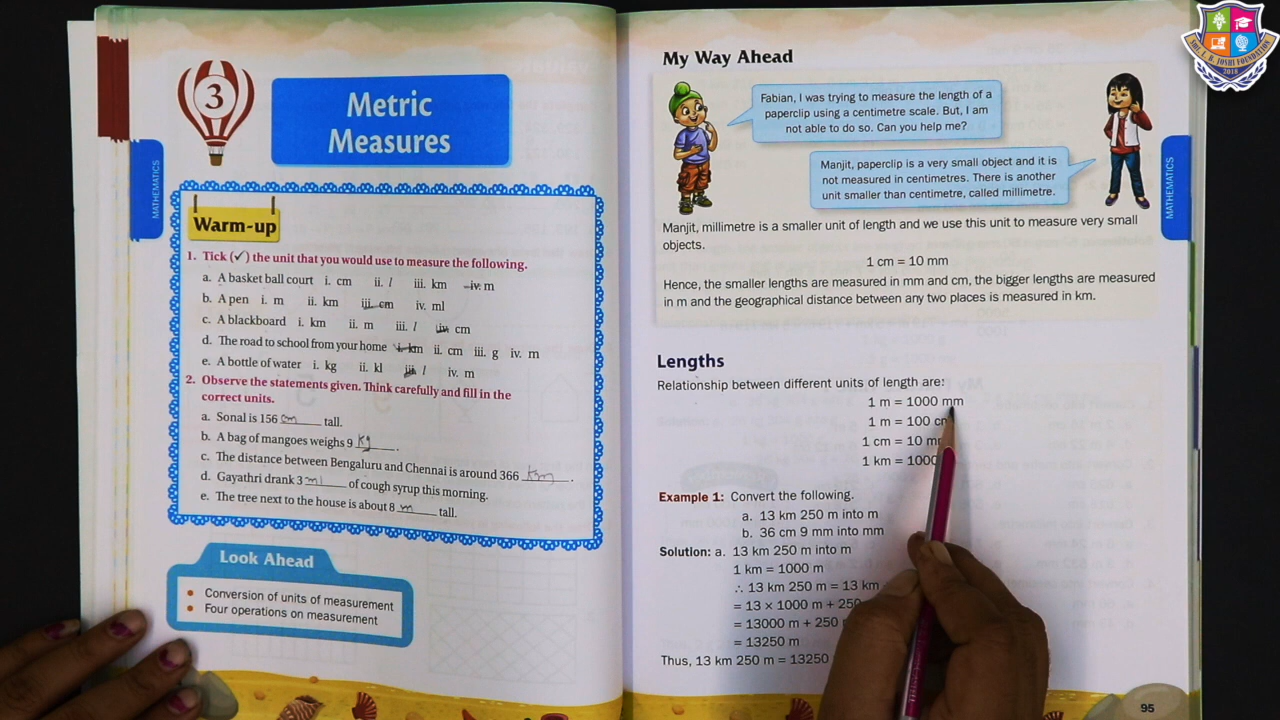 3
Metric
Measures
MATHEMATICS
Warm-up
1. Tick (✓) the unit that you would use to measure the following.
a. A basket ball court i. cm ii. l iii. km iv. m
b. A pen i. m ii. km iii. cm iv. ml
c. A blackboard i. km ii. m iii. l iv. cm
d. The road to school from your home i. km ii. cm iii. g iv. m
e. A bottle of water i. kg ii. kl iii. l iv. m
2. Observe the statements given. Think carefully and fill in the
correct units.
a. Sonal is 156 cm tall.
b. A bag of mangoes weighs 9 kg.
c. The distance between Bengaluru and Chennai is around 366 km.
d. Gayathri drank 3 ml of cough syrup this morning.
e. The tree next to the house is about 8 m tall.
Look Ahead
• Conversion of units of measurement
• Four operations on measurement
My Way Ahead
Fabian, I was trying to measure the length of a
paperclip using a centimetre scale. But, I am
not able to do so. Can you help me?
Manjit, paperclip is a very small object and it is
not measured in centimetres. There is another
unit smaller than centimetre, called millimetre.
MATHEMATICS
Manjit, millimetre is a smaller unit of length and we use this unit to measure very small
objects.
1 cm = 10 mm
Hence, the smaller lengths are measured in mm and cm, the bigger lengths are measured
in m and the geographical distance between any two places is measured in km.
Lengths
Relationship between different units of length are:
1 m = 1000 mm
1 m = 100 cm
1 cm = 10 mm
1 km = 1000
Example 1: Convert the following.
a. 13 km 250 m into m
b. 36 cm 9 mm into mm
Solution: a. 13 km 250 m into m
1 km = 1000 m
∴ 13 km 250 m = 13 km
= 13 × 1000 m + 250
= 13000 m + 250
= 13250 m
Thus, 13 km 250 m = 13250
95
SHRI L. B. JOSHI FOUNDATION
2018